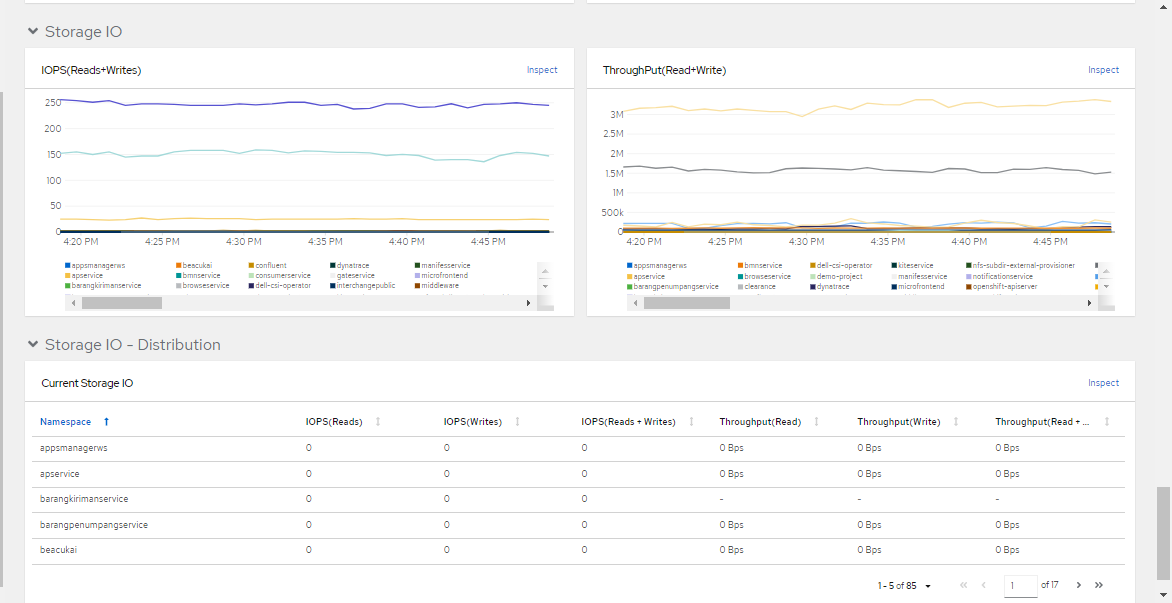 Storage IO
IOPS(Reads+Writes) Inspect
250
200
150
100
50
0
4:20 PM 4:25 PM 4:30 PM 4:35 PM 4:40 PM 4:45 PM
appsmanagerws beacukai confluent dynatrace manifeservice
apservice bmnservice consumerservice gateservice microfrontend
barangkirimanservice browseservice dell-csi-operator interchangepublic middleware
ThroughPut(Read+Write) Inspect
3M
2.5M
2M
1.5M
1M
500k
0
4:20 PM 4:25 PM 4:30 PM 4:35 PM 4:40 PM 4:45 PM
appsmanagerws bmnservice dell-csi-operator kiteservice nfs-subdir-external-provisioner
apservice browseservice demo-project manifeservice notificationservice
barangpenumpangservice clearance dynatrace microfrontend openshift-apiserver
Storage IO - Distribution
Current Storage IO Inspect
Namespace IOPS(Reads) IOPS(Writes) IOPS(Reads + Writes) Throughput(Read) Throughput(Write) Throughput(Read + ...
appsmanagerws 0 0 0 0 Bps 0 Bps 0 Bps
apservice 0 0 0 0 Bps 0 Bps 0 Bps
barangkirimanservice 0 0 0 - - -
barangpenumpangservice 0 0 0 0 Bps 0 Bps 0 Bps
beacukai 0 0 0 0 Bps 0 Bps 0 Bps
1 - 5 of 85 1 of 17